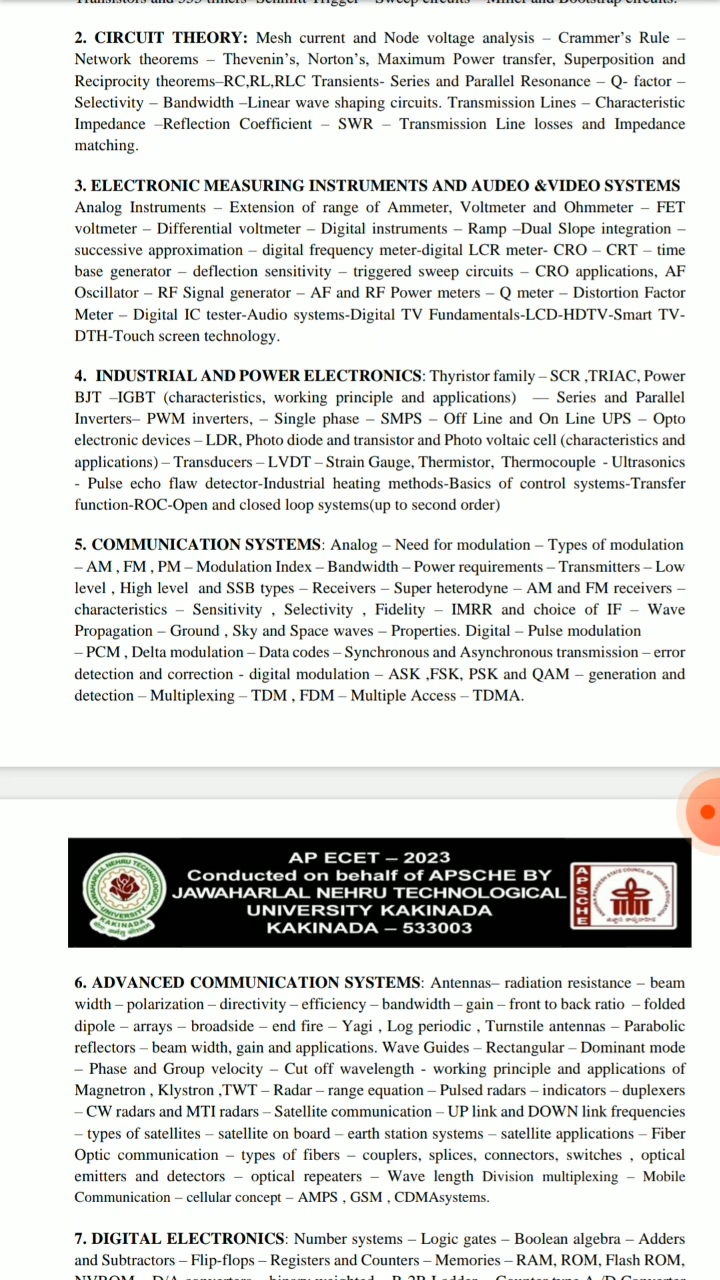 Transistors and 555 timers- Schmitt Trigger – Sweep circuits – Miller and Bootstrap circuits.
2. CIRCUIT THEORY: Mesh current and Node voltage analysis – Crammer's Rule –
Network theorems – Thevenin's, Norton's, Maximum Power transfer, Superposition and
Reciprocity theorems–RC,RL,RLC Transients- Series and Parallel Resonance – Q- factor –
Selectivity – Bandwidth –Linear wave shaping circuits. Transmission Lines – Characteristic
Impedance –Reflection Coefficient – SWR – Transmission Line losses and Impedance
matching.
3. ELECTRONIC MEASURING INSTRUMENTS AND AUDEO &VIDEO SYSTEMS
Analog Instruments – Extension of range of Ammeter, Voltmeter and Ohmmeter – FET
voltmeter – Differential voltmeter – Digital instruments – Ramp –Dual Slope integration –
successive approximation – digital frequency meter-digital LCR meter- CRO – CRT – time
base generator – deflection sensitivity – triggered sweep circuits – CRO applications, AF
Oscillator – RF Signal generator – AF and RF Power meters – Q meter – Distortion Factor
Meter – Digital IC tester-Audio systems-Digital TV Fundamentals-LCD-HDTV-Smart TV-
DTH-Touch screen technology.
4. INDUSTRIAL AND POWER ELECTRONICS: Thyristor family – SCR ,TRIAC, Power
BJT –IGBT (characteristics, working principle and applications) — Series and Parallel
Inverters– PWM inverters, – Single phase – SMPS – Off Line and On Line UPS – Opto
electronic devices – LDR, Photo diode and transistor and Photo voltaic cell (characteristics and
applications) – Transducers – LVDT – Strain Gauge, Thermistor, Thermocouple - Ultrasonics
- Pulse echo flaw detector-Industrial heating methods-Basics of control systems-Transfer
function-ROC-Open and closed loop systems(up to second order)
5. COMMUNICATION SYSTEMS: Analog – Need for modulation – Types of modulation
– AM , FM , PM – Modulation Index – Bandwidth – Power requirements – Transmitters – Low
level , High level and SSB types – Receivers – Super heterodyne – AM and FM receivers –
characteristics – Sensitivity , Selectivity , Fidelity – IMRR and choice of IF – Wave
Propagation – Ground , Sky and Space waves – Properties. Digital – Pulse modulation
– PCM , Delta modulation – Data codes – Synchronous and Asynchronous transmission – error
detection and correction - digital modulation – ASK ,FSK, PSK and QAM – generation and
detection – Multiplexing – TDM , FDM – Multiple Access – TDMA.
AP ECET – 2023
Conducted on behalf of APSCHE BY
JAWAHARLAL NEHRU TECHNOLOGICAL
UNIVERSITY KAKINADA
KAKINADA – 533003
APSCHE
6. ADVANCED COMMUNICATION SYSTEMS: Antennas– radiation resistance – beam
width – polarization – directivity – efficiency – bandwidth – gain – front to back ratio – folded
dipole – arrays – broadside – end fire – Yagi , Log periodic , Turnstile antennas – Parabolic
reflectors – beam width, gain and applications. Wave Guides – Rectangular – Dominant mode
– Phase and Group velocity – Cut off wavelength - working principle and applications of
Magnetron , Klystron ,TWT – Radar – range equation – Pulsed radars – indicators – duplexers
– CW radars and MTI radars – Satellite communication – UP link and DOWN link frequencies
– types of satellites – satellite on board – earth station systems – satellite applications – Fiber
Optic communication – types of fibers – couplers, splices, connectors, switches , optical
emitters and detectors – optical repeaters – Wave length Division multiplexing – Mobile
Communication – cellular concept – AMPS , GSM , CDMAsystems.
7. DIGITAL ELECTRONICS: Number systems – Logic gates – Boolean algebra – Adders
and Subtractors – Flip-flops – Registers and Counters – Memories – RAM, ROM, Flash ROM,